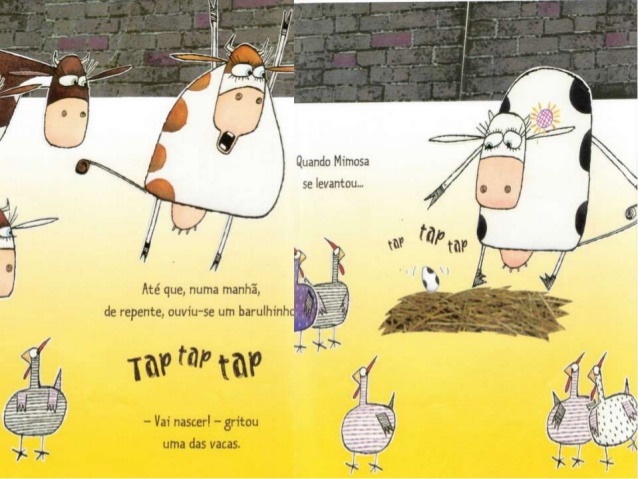 Até que, numa manhã,
de repente, ouviu-se um barulhinho
TAP tap tap
– Vai nascer! – gritou
uma das vacas.
Quando Mimosa
se levantou...
tap tap tap